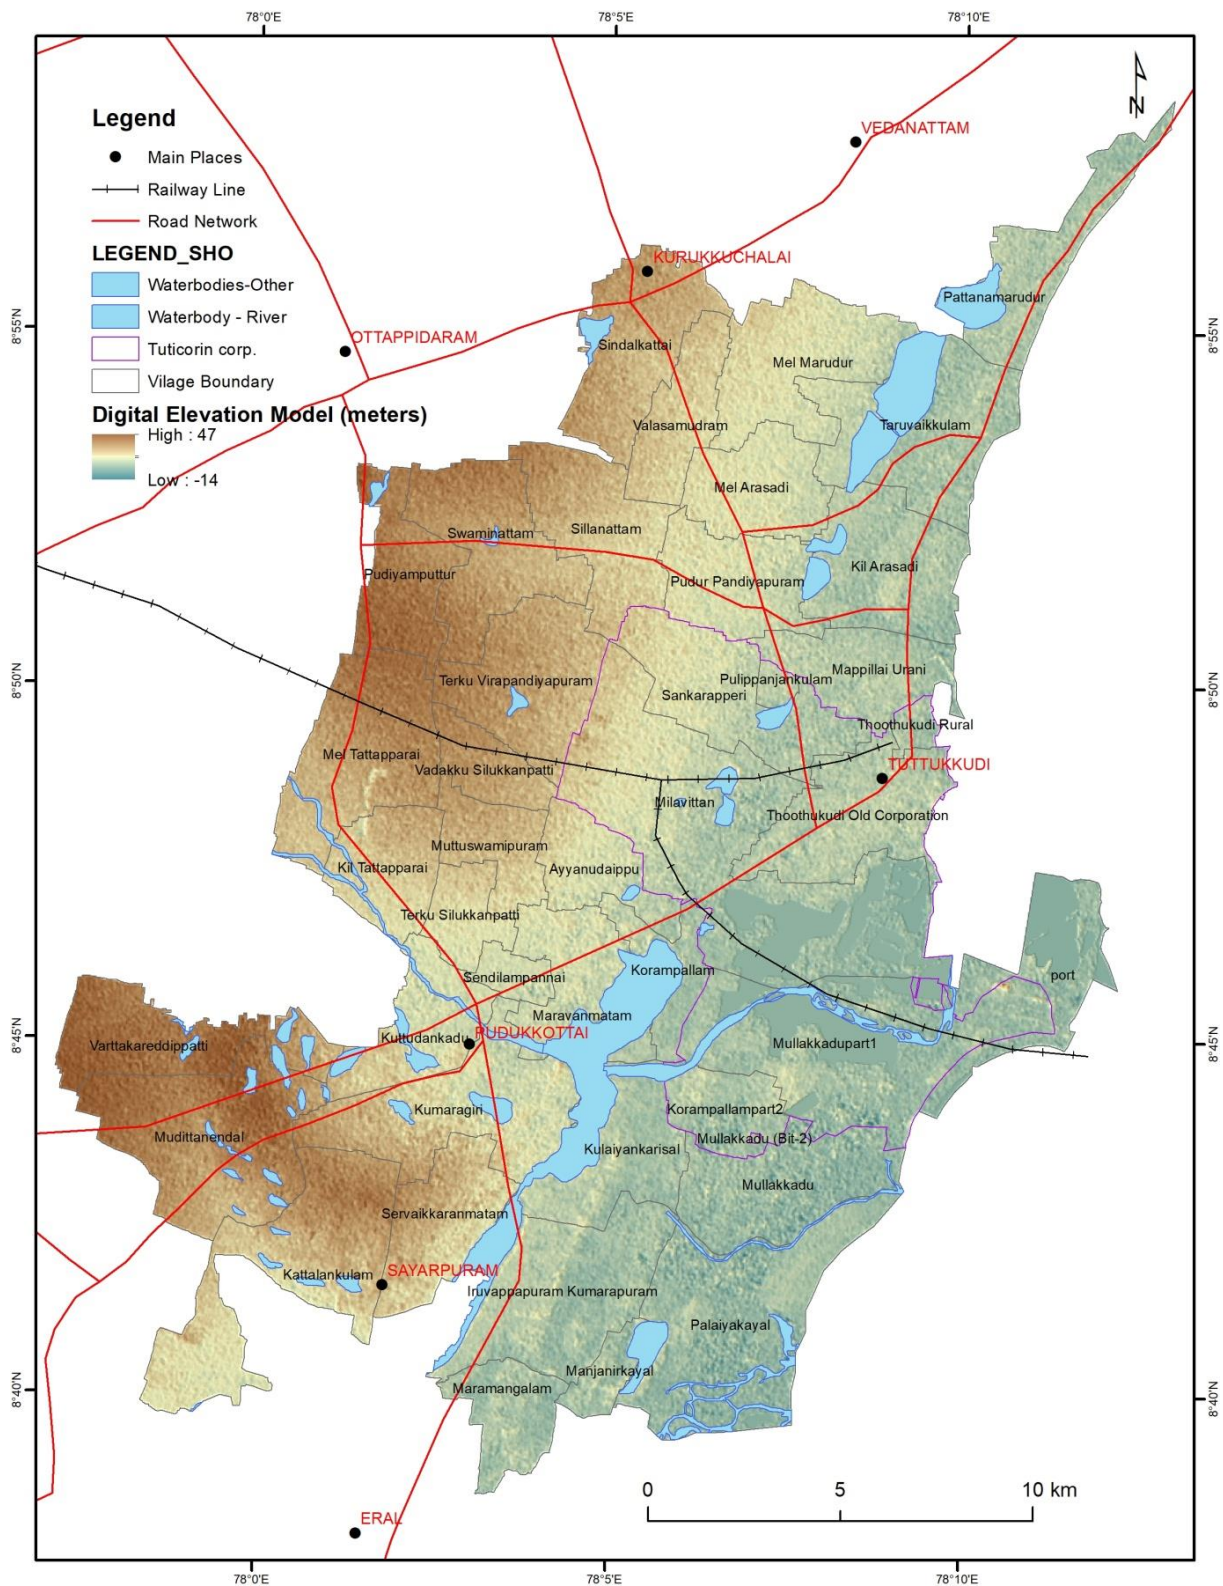 78°0'E 78°5'E 78°10'E
N
Legend
Main Places
Railway Line
Road Network
LEGEND_SHO
Waterbodies-Other
Waterbody - River
Tuticorin corp.
Vilage Boundary
Digital Elevation Model (meters)
High : 47
Low : -14
VEDANATTAM
KURUKKUCHALAI
Pattanamarudur
8°55'N 8°55'N
OTTAPPIDARAM
Sindalkattai
Mel Marudur
Valasamudram
Taruvaikkulam
Mel Arasadi
Swaminattam
Sillanattam
Kil Arasadi
Pudiyamputtur
Pudur Pandiyapuram
8°50'N 8°50'N
Mappillai Urani
Terku Virapandiyapuram
Pulippanjankulam
Sankarapperi
Thoothukudi Rural
Mel Tattapparai
TUTTUKKUDI
Vadakku Silukkanpatti
Milavittan
Thoothukudi Old Corporation
Muttuswamipuram
Kil Tattapparai
Ayyanudaippu
Terku Silukkanpatti
Korampallam
Sendilampannai
port
Maravanmatam
PUDUKKOTTAI
Kuttudankadu
8°45'N 8°45'N
Varttakareddippatti
Mullakkadupart1
Kumaragiri
Korampallampart2
Mudittanendal
Mullakkadu (Bit-2)
Kulaiyankarisal
Mullakkadu
Servaikkaranmatam
Kattalankulam
SAYARPURAM
Iruvappapuram Kumarapuram
Palaiyakayal
Manjanirkayal
Maramangalam
8°40'N 8°40'N
0 5 10 km
ERAL
78°0'E 78°5'E 78°10'E